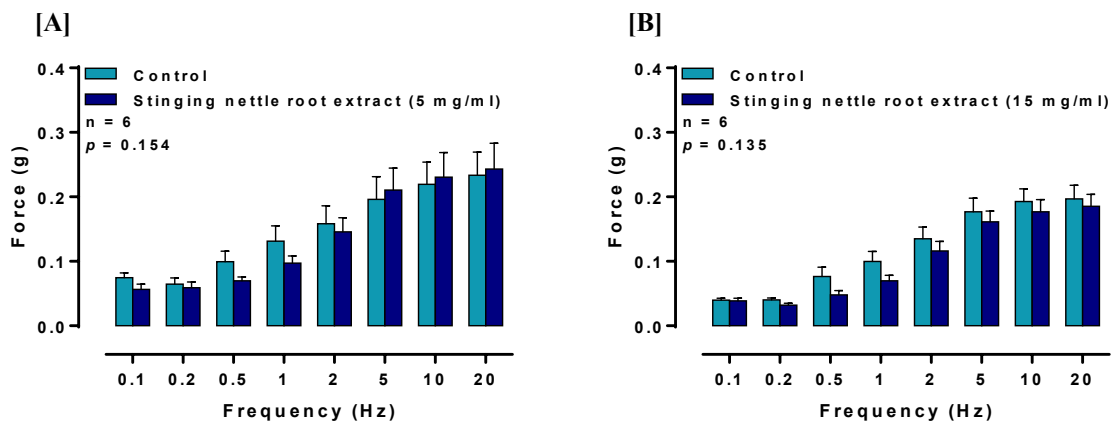 [A]
0.4
Control
Stinging nettle root extract (5 mg/ml)
n = 6
p = 0.154
0.3
0.2
0.1
0.0
Force (g)
0.1 0.2 0.5 1 2 5 10 20
Frequency (Hz)
[B]
0.4
Control
Stinging nettle root extract (15 mg/ml)
n = 6
p = 0.135
0.3
0.2
0.1
0.0
Force (g)
0.1 0.2 0.5 1 2 5 10 20
Frequency (Hz)